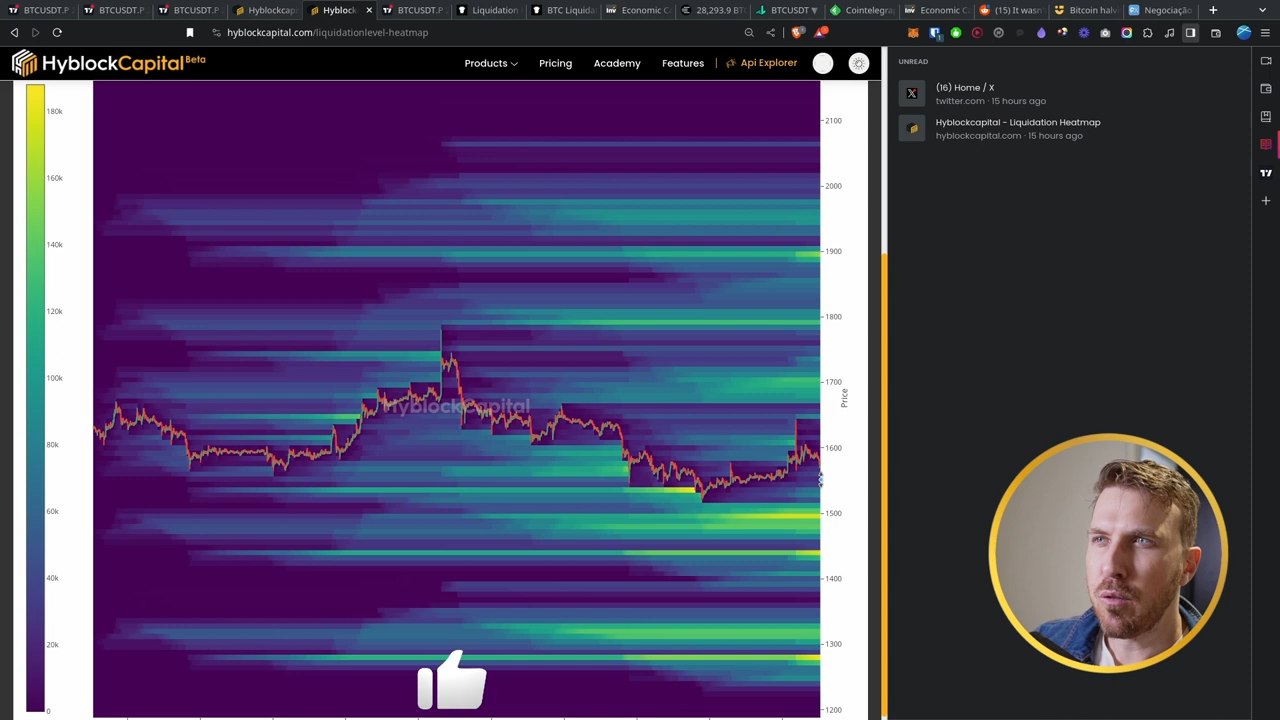 BTCUSDT.P
BTCUSDT.P
BTCUSDT.P
Hyblockcapi
Hyblock
BTCUSDT.P
Liquidation
BTC Liquida
Economic C
28,293.9 BT
BTCUSDT
Cointelegra
Economic C
(15) It wasn
Bitcoin halv
Negociação
hyblockcapital.com/liquidationlevel-heatmap
HyblockCapital Beta
Products
Pricing
Academy
Features
Api Explorer
UNREAD
(16) Home / X
twitter.com · 15 hours ago
Hyblockcapital - Liquidation Heatmap
hyblockcapital.com · 15 hours ago
180k
160k
140k
120k
100k
80k
60k
40k
20k
0
HyblockCapital
2100
2000
1900
1800
1700
1600
1500
1400
1300
1200
Price